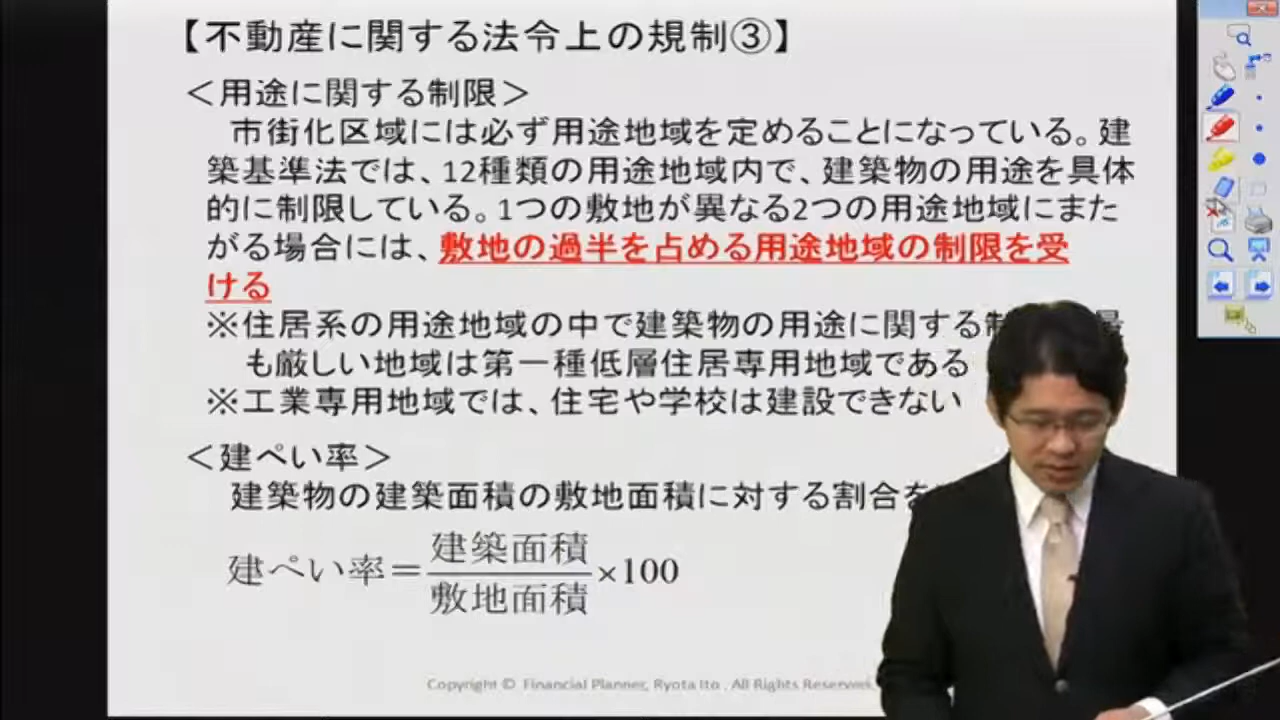 【不動産に関する法令上の規制③】
＜用途に関する制限＞
市街化区域には必ず用途地域を定めることになっている。建
築基準法では、12種類の用途地域内で、建築物の用途を具体
的に制限している。1つの敷地が異なる2つの用途地域にまた
がる場合には、敷地の過半を占める用途地域の制限を受
ける
※住居系の用途地域の中で建築物の用途に関する
も厳しい地域は第一種低層住居専用地域である
※工業専用地域では、住宅や学校は建設できない
＜建ぺい率＞
建築物の建築面積の敷地面積に対する割合を
建ぺい率＝建築面積/敷地面積×100
Copyright © Financial Planner, Ryota Ito . All Rights Reserved.